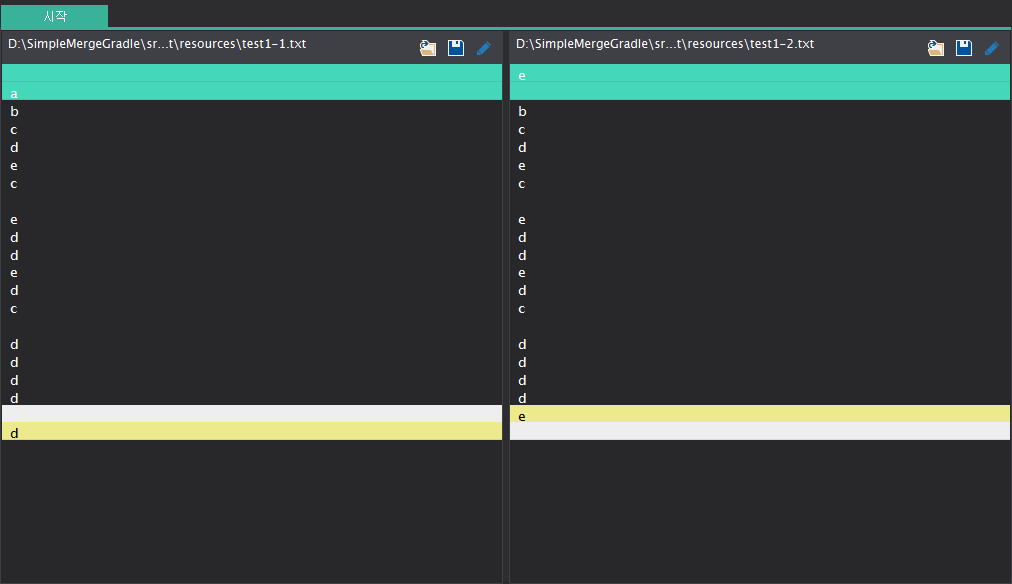 시작
D:\SimpleMergeGradle\sr...t\resources\test1-1.txt
a
b
c
d
e
c
e
d
d
e
d
c
d
d
d
d
d
D:\SimpleMergeGradle\sr...t\resources\test1-2.txt
e
b
c
d
e
c
e
d
d
e
d
c
d
d
d
d
e